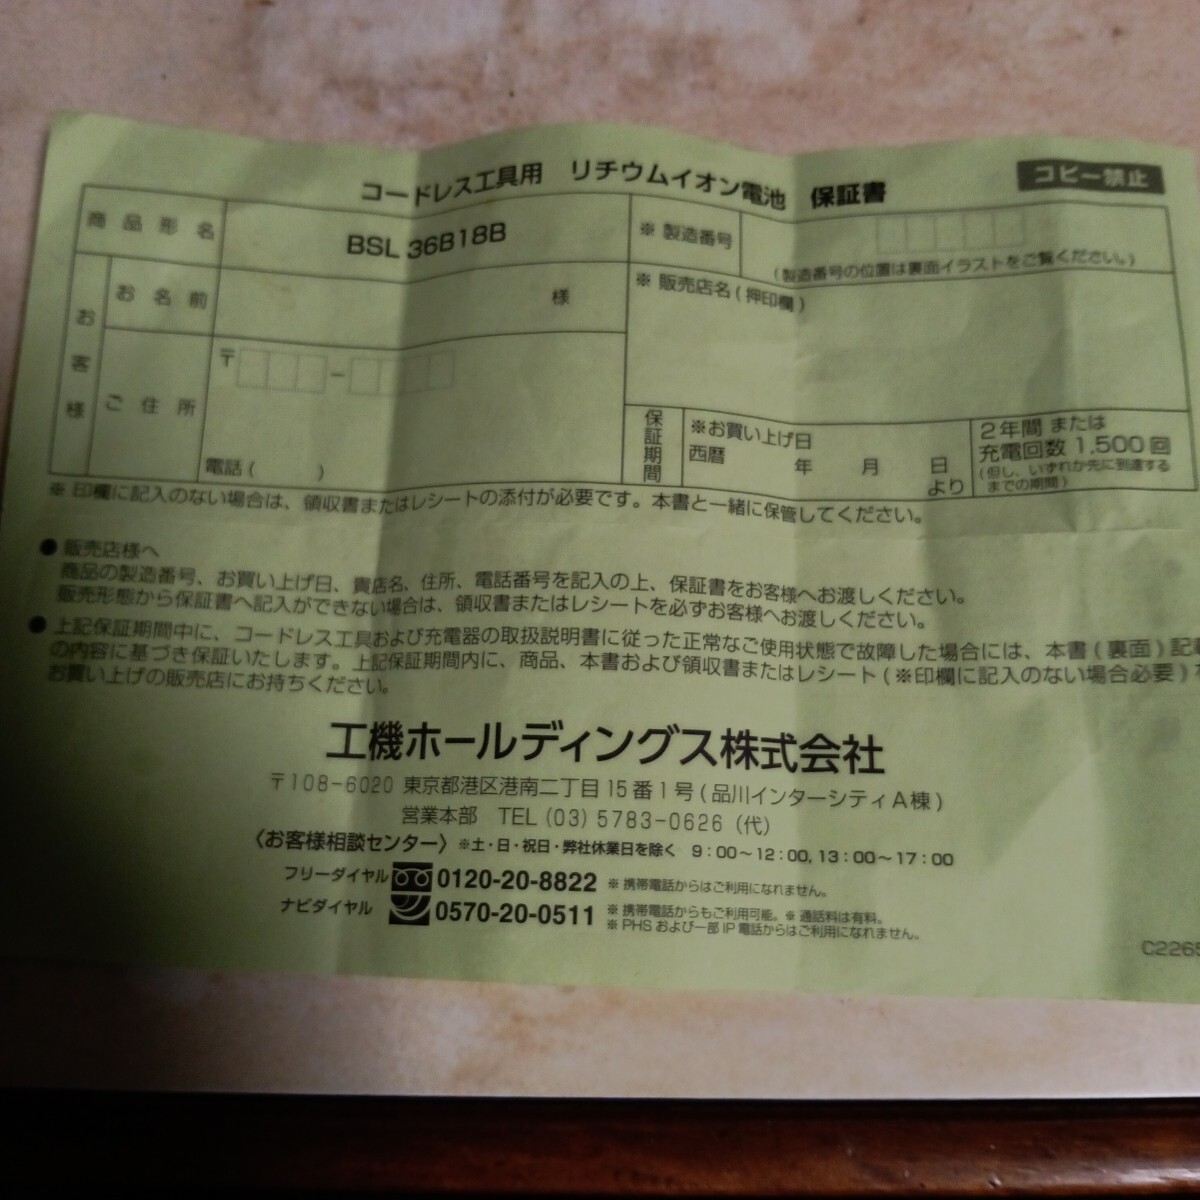 コードレス工具用 リチウムイオン電池 保証書
コピー禁止
商品形名
BSL 36B18B
※ 製造番号
(製造番号の位置は裏面イラストをご覧ください。)
お客様
お名前
様
※ 販売店名 (押印欄)
ご住所
〒 -
電話 ( )
保証期間
※お買い上げ日
西暦 年 月 日
より
2年間 または
充電回数 1,500 回
(但し、いずれか先に到達する
までの期間)
※ 印欄に記入のない場合は、領収書またはレシートの添付が必要です。本書と一緒に保管してください。
● 販売店様へ
商品の製造番号、お買い上げ日、貴店名、住所、電話番号を記入の上、保証書をお客様へお渡しください。
販売形態から保証書へ記入ができない場合は、領収書またはレシートを必ずお客様へお渡しください。
● 上記保証期間中に、コードレス工具および充電器の取扱説明書に従った正常なご使用状態で故障した場合には、本書 (裏面) 記
の内容に基づき保証いたします。上記保証期間内に、商品、本書および領収書またはレシート (※印欄に記入のない場合必要)
お買い上げの販売店にお持ちください。
工機ホールディングス株式会社
〒108-6020 東京都港区港南二丁目 15 番 1 号 (品川インターシティ A 棟)
営業本部 TEL (03) 5783-0626 (代)
〈お客様相談センター〉 ※土・日・祝日・弊社休業日を除く 9:00〜12:00, 13:00〜17:00
フリーダイヤル 0120-20-8822 ※ 携帯電話からはご利用になれません。
ナビダイヤル 0570-20-0511 ※ 携帯電話からもご利用可能。※ 通話料は有料。
※ PHS および一部 IP 電話からはご利用になれません。
C2265